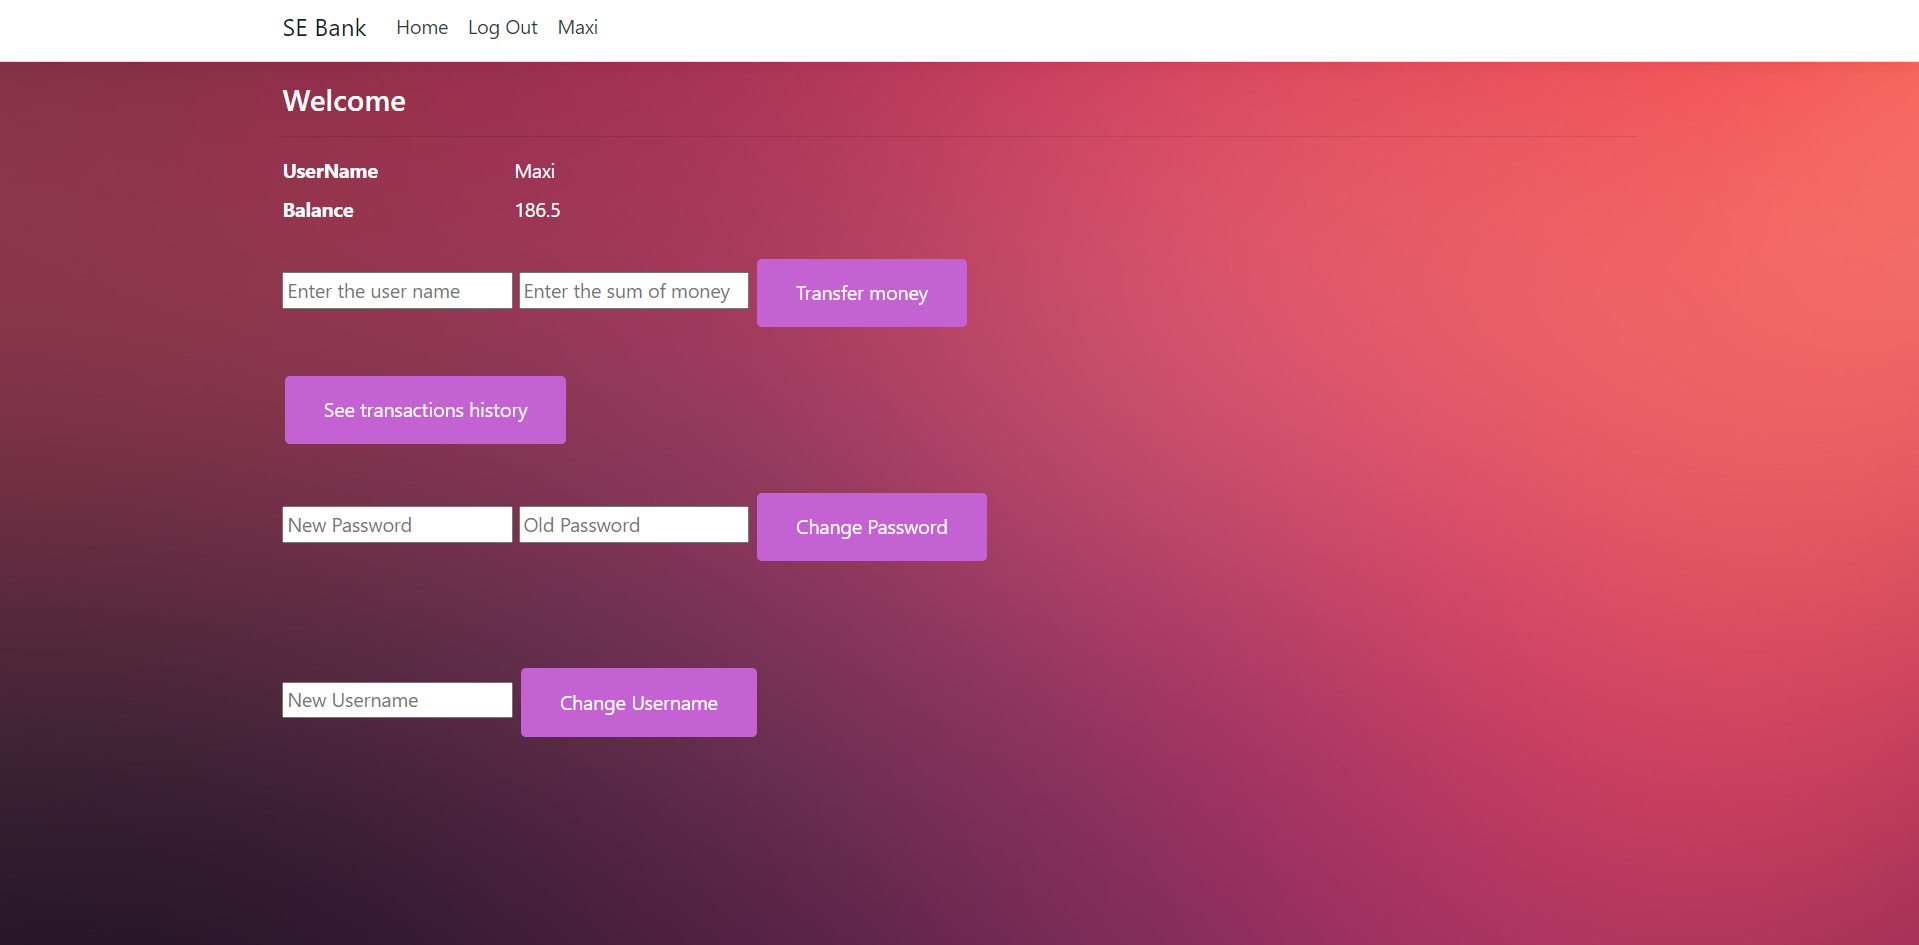 SE Bank Home Log Out Maxi
Welcome
UserName Maxi
Balance 186.5
Enter the user name Enter the sum of money Transfer money
See transactions history
New Password Old Password Change Password
New Username Change Username